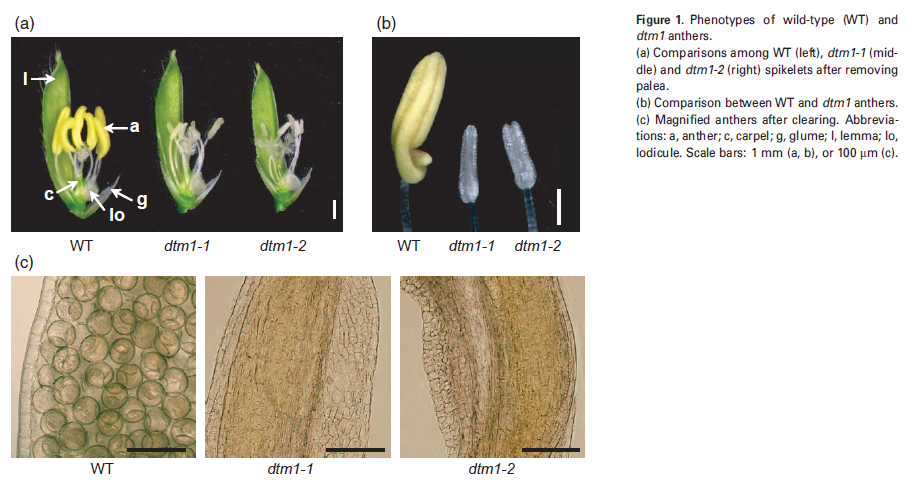 (a)
l
a
c
lo
g
WT
dtm1-1
dtm1-2
(b)
WT
dtm1-1
dtm1-2
(c)
WT
dtm1-1
dtm1-2
Figure 1. Phenotypes of wild-type (WT) and
dtm1 anthers.
(a) Comparisons among WT (left), dtm1-1 (mid-
dle) and dtm1-2 (right) spikelets after removing
palea.
(b) Comparison between WT and dtm1 anthers.
(c) Magnified anthers after clearing. Abbrevia-
tions: a, anther; c, carpel; g, glume; l, lemma; lo,
lodicule. Scale bars: 1 mm (a, b), or 100 μm (c).